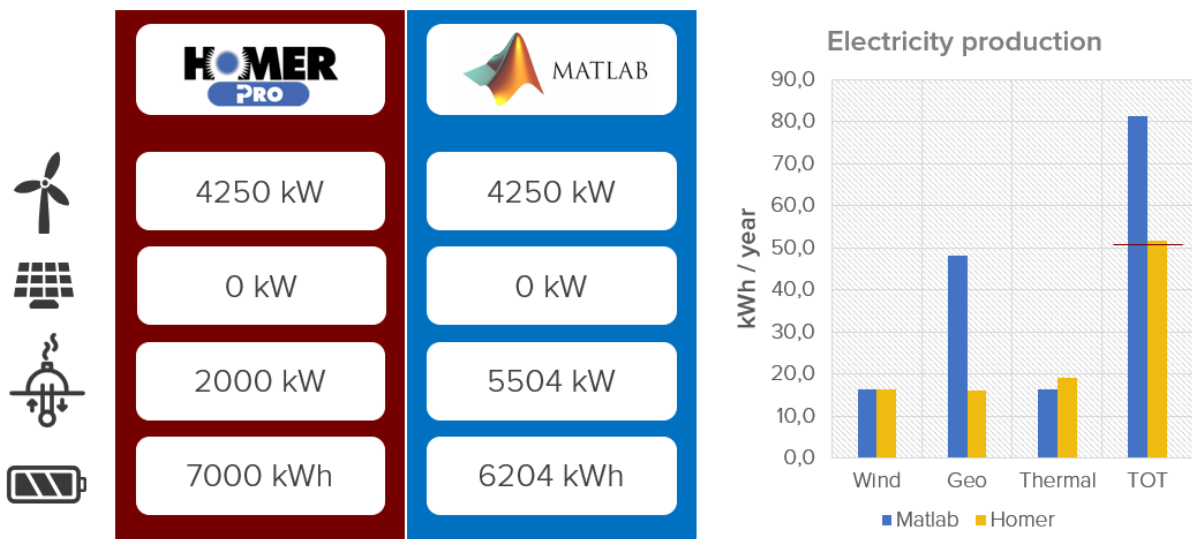 HOMER
PRO
MATLAB
4250 kW
4250 kW
0 kW
0 kW
2000 kW
5504 kW
7000 kWh
6204 kWh
Electricity production
kWh / year
90,0
80,0
70,0
60,0
50,0
40,0
30,0
20,0
10,0
0,0
Wind Geo Thermal TOT
Matlab Homer